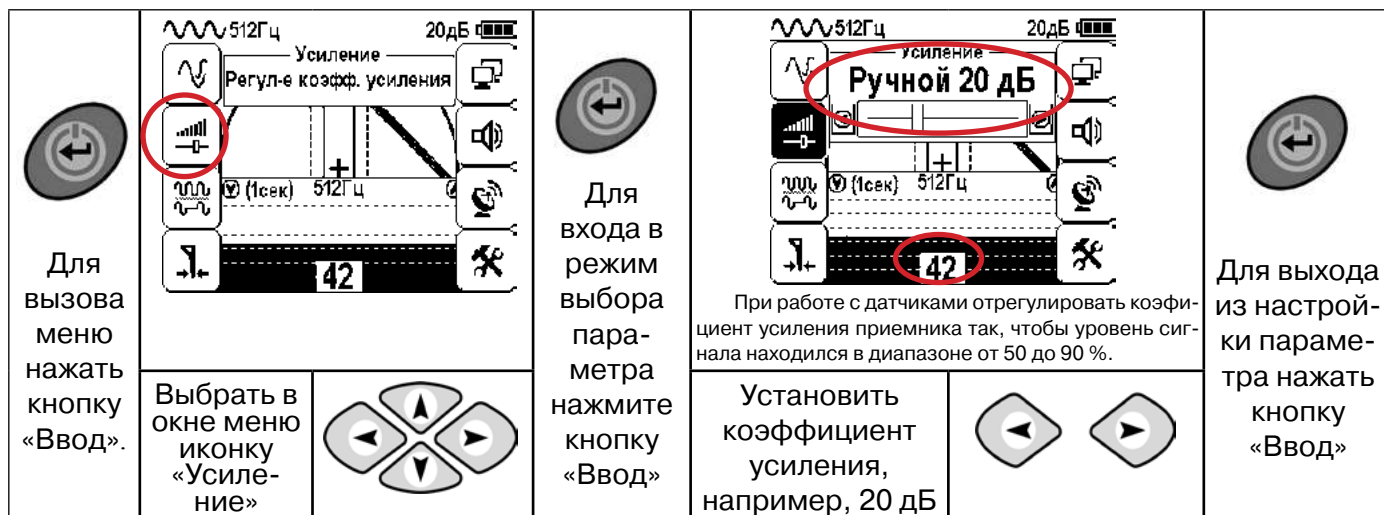 Для
вызова
меню
нажать
кнопку
«Ввод».
512Гц 20дБ
Усиление
Регул-е коэфф. усиления
(1сек) 512Гц
42
Выбрать в
окне меню
иконку
«Усиле-
ние»
Для
входа в
режим
выбора
пара-
метра
нажмите
кнопку
«Ввод»
512Гц 20дБ
Усиление
Ручной 20 дБ
(1сек) 512Гц
42
При работе с датчиками отрегулировать коэфи-
циент усиления приемника так, чтобы уровень сиг-
нала находился в диапазоне от 50 до 90 %.
Установить
коэффициент
усиления,
например, 20 дБ
Для выхода
из настрой-
ки параме-
тра нажать
кнопку
«Ввод»